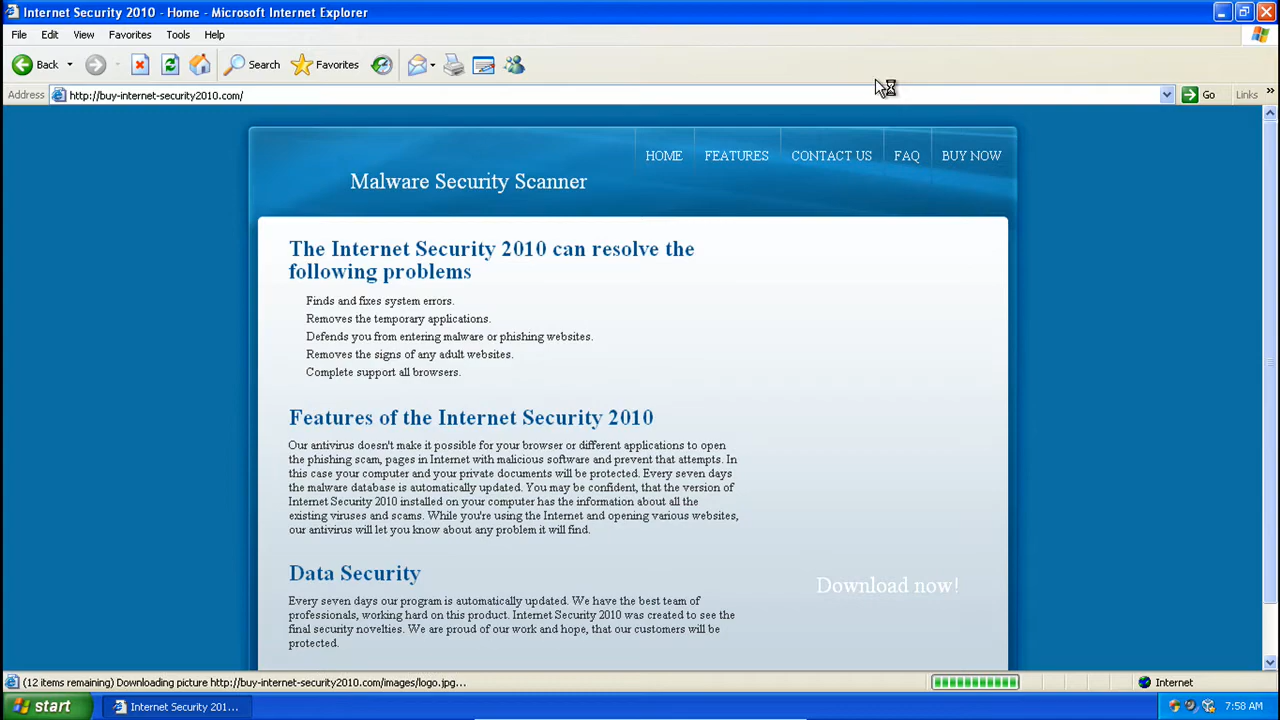 Internet Security 2010 - Home - Microsoft Internet Explorer
File Edit View Favorites Tools Help
Back Search Favorites
Address http://buy-internet-security2010.com/ Go Links »
HOME FEATURES CONTACT US FAQ BUY NOW
Malware Security Scanner
The Internet Security 2010 can resolve the
following problems
Finds and fixes system errors.
Removes the temporary applications.
Defends you from entering malware or phishing websites.
Removes the signs of any adult websites.
Complete support all browsers.
Features of the Internet Security 2010
Our antivirus doesn't make it possible for your browser or different applications to open
the phishing scam, pages in Internet with malicious software and prevent that attempts. In
this case your computer and your private documents will be protected. Every seven days
the malware database is automatically updated. You may be confident, that the version of
Internet Security 2010 installed on your computer has the information about all the
existing viruses and scams. While you're using the Internet and opening various websites,
our antivirus will let you know about any problem it will find.
Data Security
Every seven days our program is automatically updated. We have the best team of
professionals, working hard on this product. Internet Security 2010 was created to see the
final security novelties. We are proud of our work and hope, that our customers will be
protected.
Download now!
(12 items remaining) Downloading picture http://buy-internet-security2010.com/images/logo.jpg...
Internet
start Internet Security 201... 7:58 AM